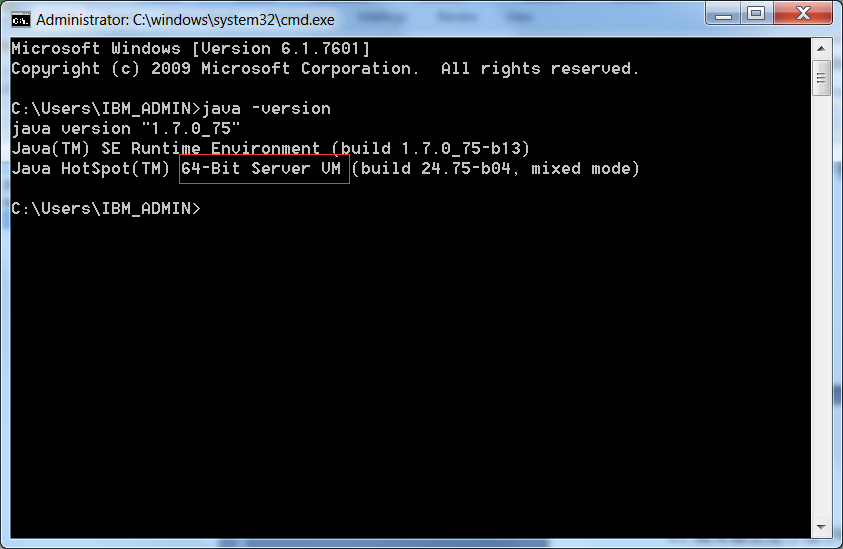 Administrator: C:\windows\system32\cmd.exe
Microsoft Windows [Version 6.1.7601]
Copyright (c) 2009 Microsoft Corporation.  All rights reserved.
C:\Users\IBM_ADMIN>java -version
java version "1.7.0_75"
Java(TM) SE Runtime Environment (build 1.7.0_75-b13)
Java HotSpot(TM) 64-Bit Server VM (build 24.75-b04, mixed mode)
C:\Users\IBM_ADMIN>